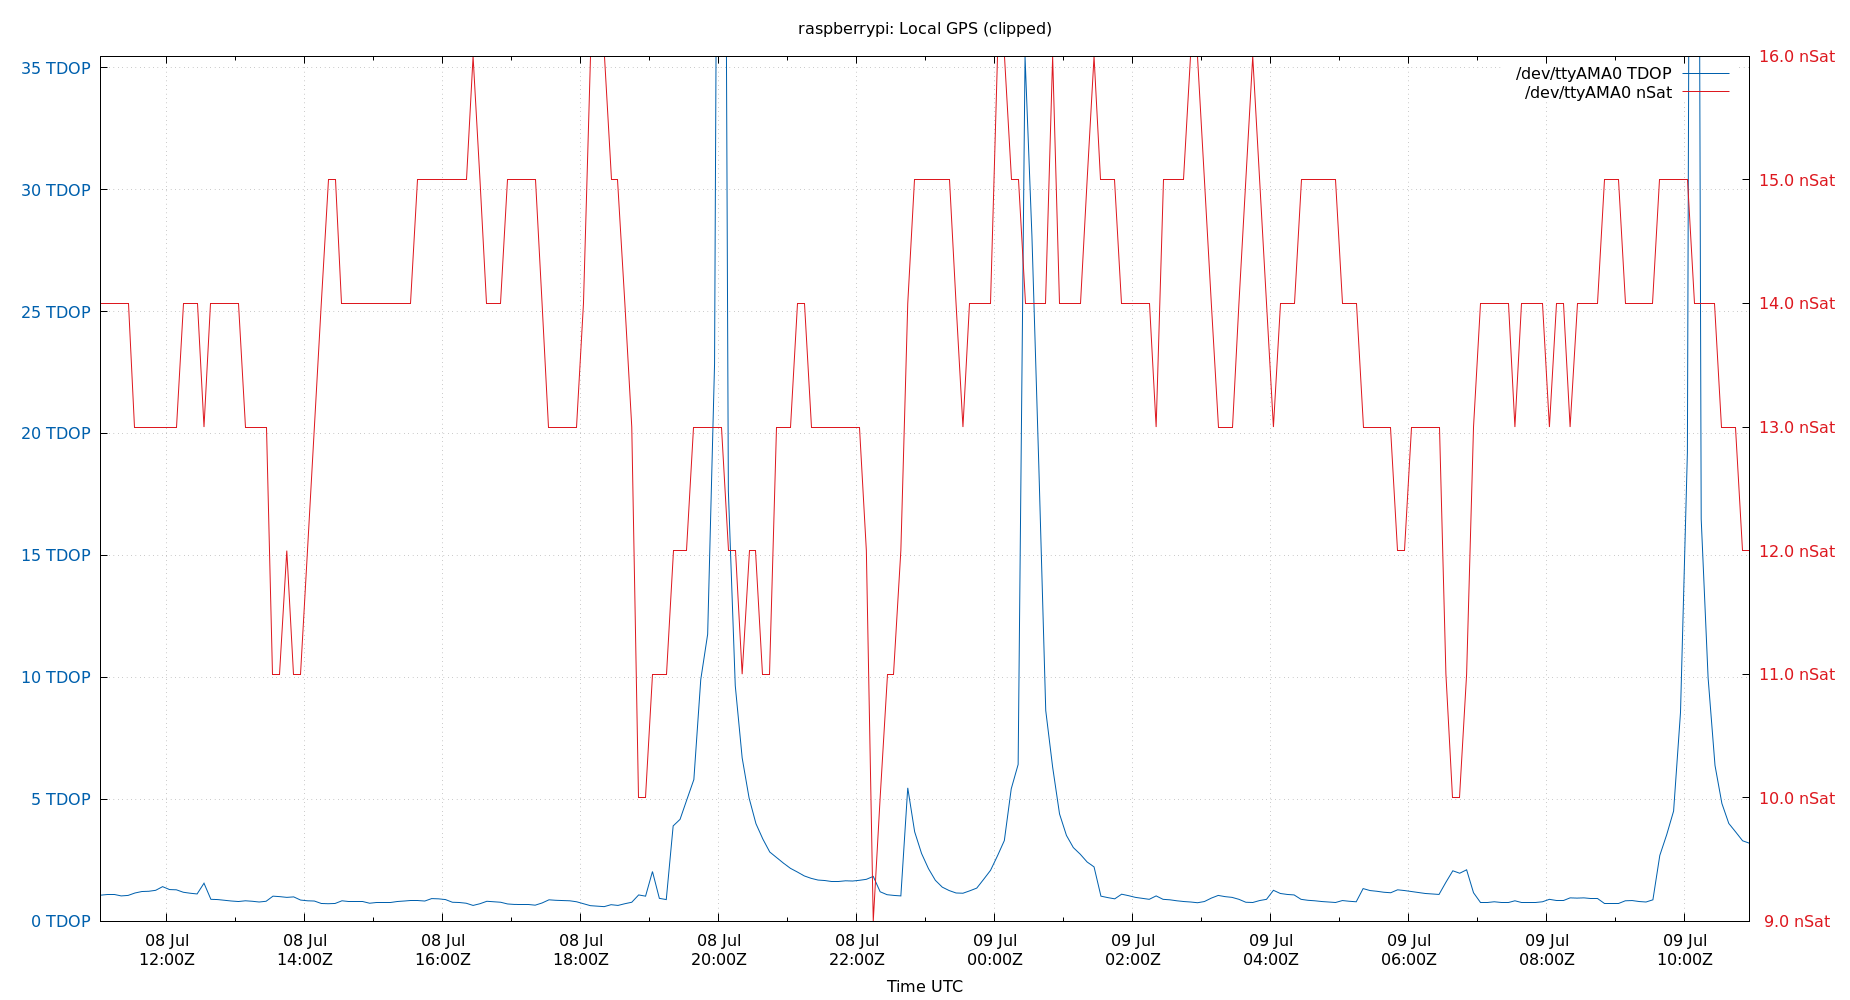 raspberrypi: Local GPS (clipped)
/dev/ttyAMA0 TDOP
/dev/ttyAMA0 nSat
35 TDOP
30 TDOP
25 TDOP
20 TDOP
15 TDOP
10 TDOP
5 TDOP
0 TDOP
16.0 nSat
15.0 nSat
14.0 nSat
13.0 nSat
12.0 nSat
11.0 nSat
10.0 nSat
9.0 nSat
08 Jul
12:00Z
08 Jul
14:00Z
08 Jul
16:00Z
08 Jul
18:00Z
08 Jul
20:00Z
08 Jul
22:00Z
09 Jul
00:00Z
09 Jul
02:00Z
09 Jul
04:00Z
09 Jul
06:00Z
09 Jul
08:00Z
09 Jul
10:00Z
Time UTC